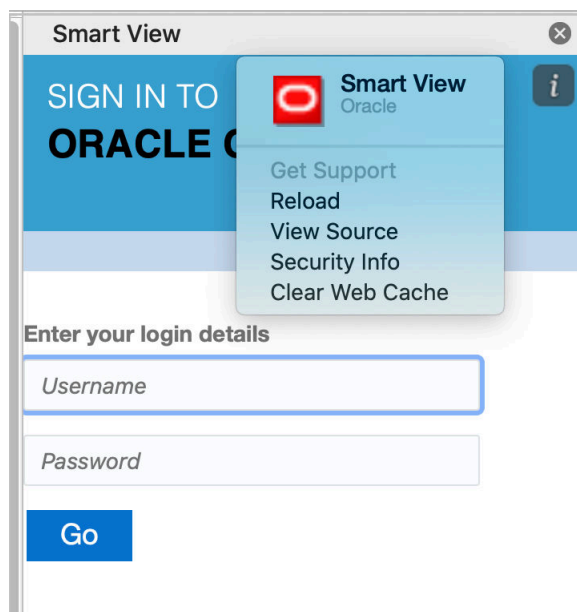 Smart View
SIGN IN TO
ORACLE
i
Smart View
Oracle
Get Support
Reload
View Source
Security Info
Clear Web Cache
Enter your login details
Username
Password
Go